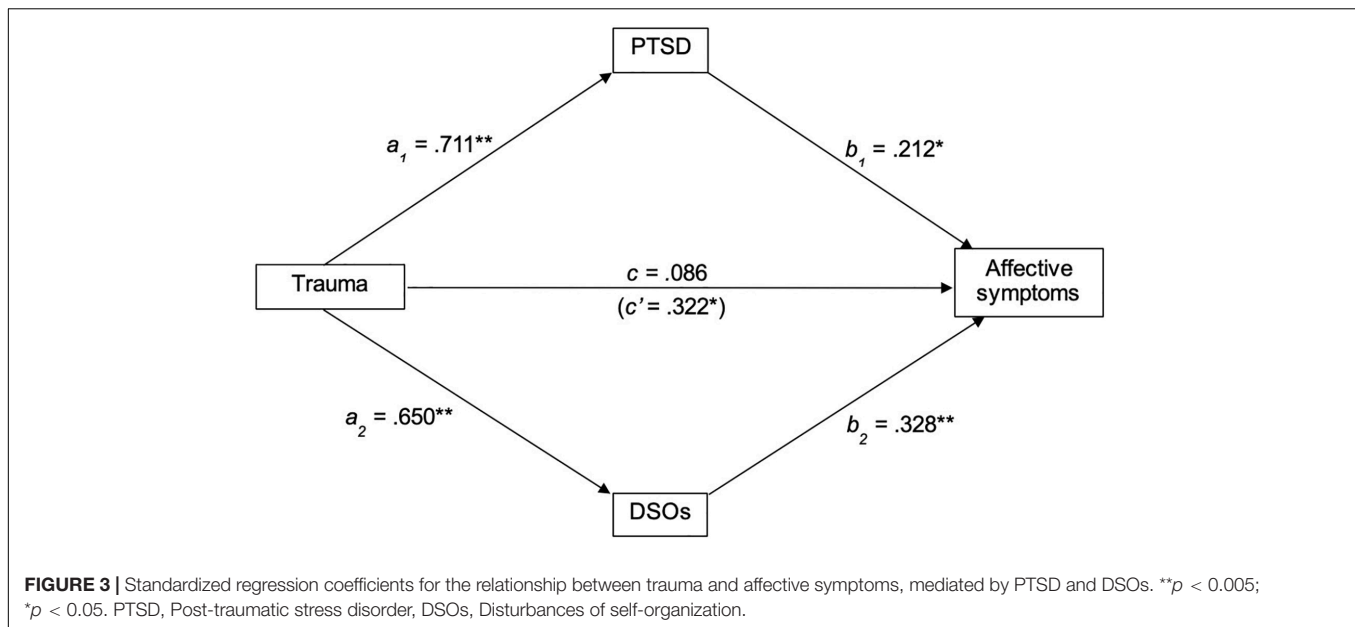 PTSD
a₁ = .711**
b₁ = .212*
Trauma
c = .086
(c’ = .322*)
Affective
symptoms
a₂ = .650**
b₂ = .328**
DSOs
FIGURE 3 | Standardized regression coefficients for the relationship between trauma and affective symptoms, mediated by PTSD and DSOs. **p < 0.005;
*p < 0.05. PTSD, Post-traumatic stress disorder, DSOs, Disturbances of self-organization.